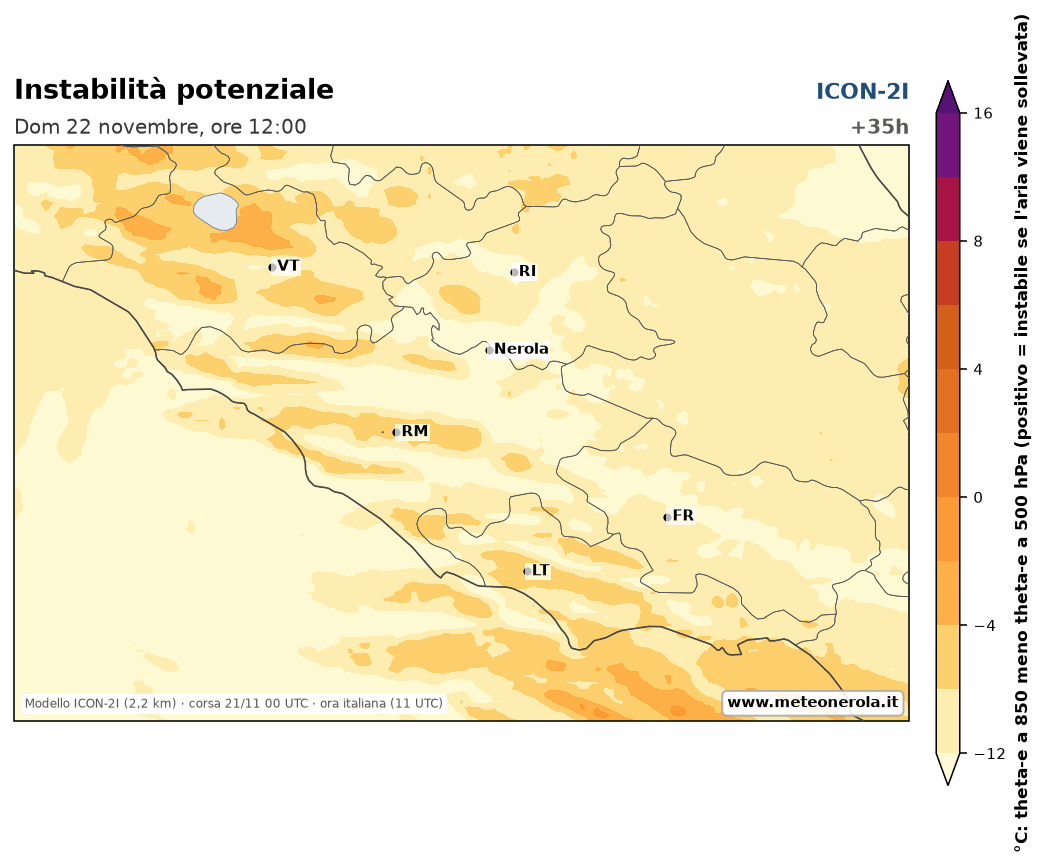 Instabilità potenziale
ICON-2I
Dom 22 novembre, ore 12:00
+35h
VT
RI
Nerola
RM
FR
LT
Modello ICON-2I (2,2 km) · corsa 21/11 00 UTC · ora italiana (11 UTC)
www.meteonerola.it
16
8
4
0
−4
−12
°C: theta-e a 850 meno theta-e a 500 hPa (positivo = instabile se l'aria viene sollevata)